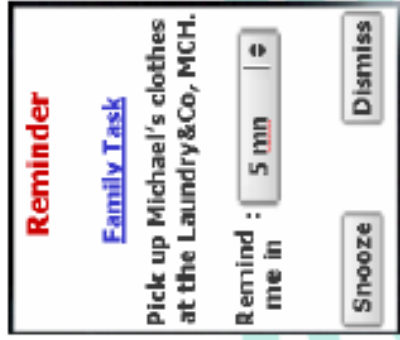 Reminder
Family Task
Pick up Michael's clothes
at the Laundry&Co, MCH.
Remind :
me in
5 mn
Snooze
Dismiss